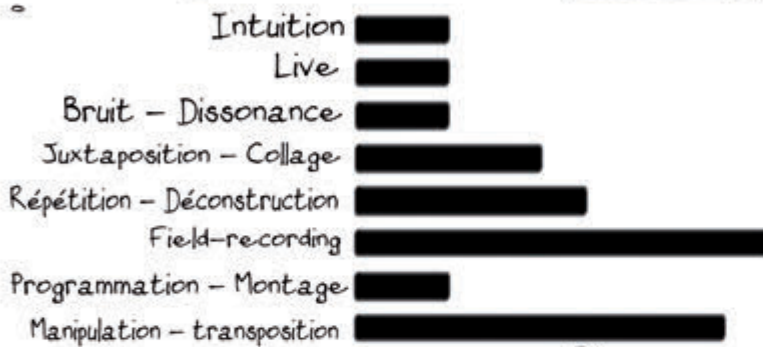 Intuition
Live
Bruit – Dissonance
Juxtaposition – Collage
Répétition – Déconstruction
Field-recording
Programmation – Montage
Manipulation – transposition